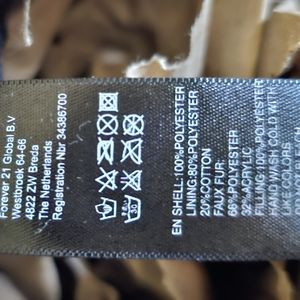 Forever 21 Global B.V
Westbroek 64-66
4822 ZW Breda
The Netherlands
Registration Nbr 34386700
EN SHELL:100%POLYESTER
LINING:80%POLYESTER
20%COTTON
FAUX FUR:
68%POLYESTER
32%ACRYLIC
FILLING:100%POLYESTER
HAND WASH COLD WITH
LIKE COLORS